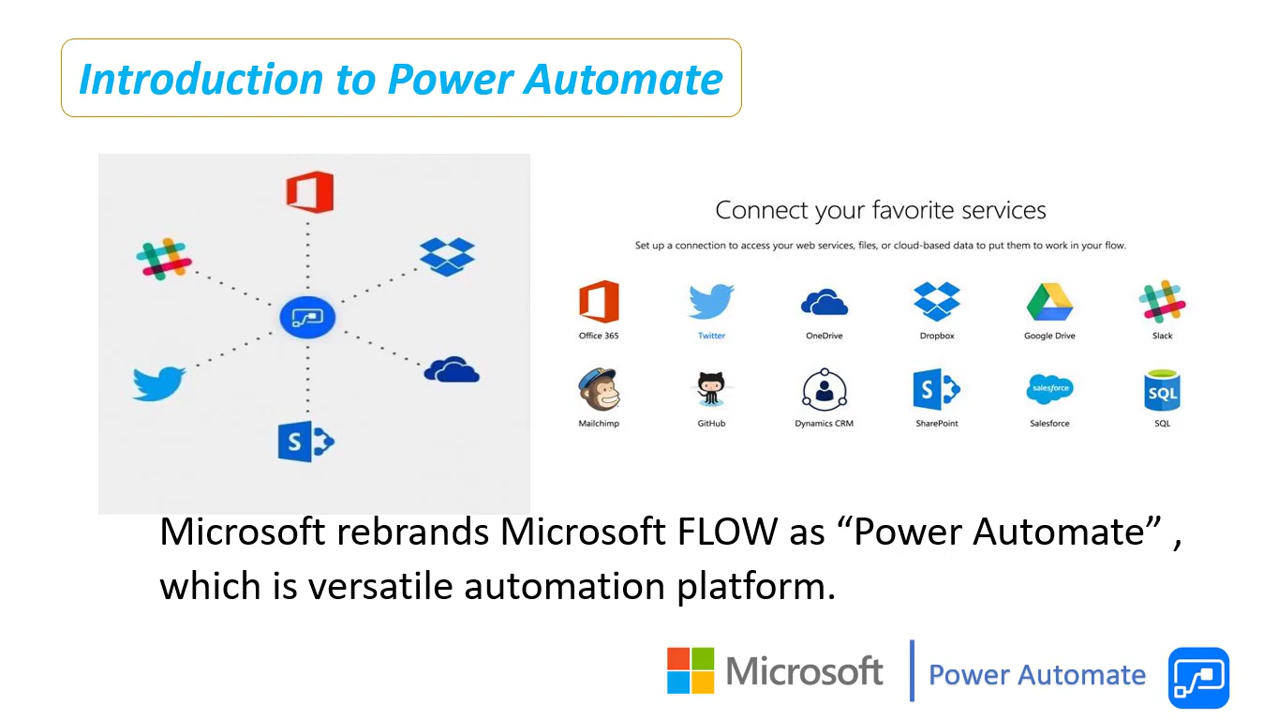 Introduction to Power Automate
Connect your favorite services
Set up a connection to access your web services, files, or cloud-based data to put them to work in your flow.
Office 365
Twitter
OneDrive
Dropbox
Google Drive
Slack
salesforce
SQL
S
S
Mailchimp
GitHub
Dynamics CRM
SharePoint
Salesforce
SQL
Microsoft rebrands Microsoft FLOW as “Power Automate” ,
which is versatile automation platform.
Microsoft
Power Automate